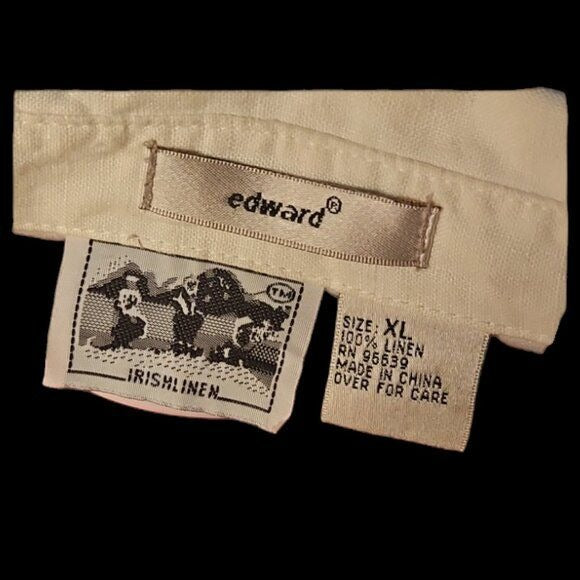 edward®
TM
IRISHLINEN
SIZE: XL
100% LINEN
RN 96639
MADE IN CHINA
OVER FOR CARE